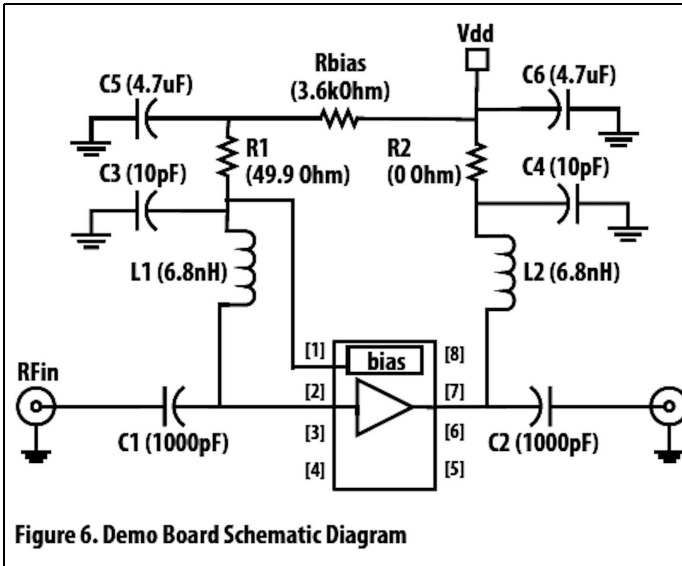 Vdd
Rbias
(3.6kOhm)
C5 (4.7uF)
C6 (4.7uF)
R1
(49.9 Ohm)
R2
(0 Ohm)
C3 (10pF)
C4 (10pF)
L1 (6.8nH)
L2 (6.8nH)
[1]
bias
[8]
RFin
[2]
[7]
[3]
[6]
C1 (1000pF)
C2 (1000pF)
[4]
[5]
Figure 6. Demo Board Schematic Diagram